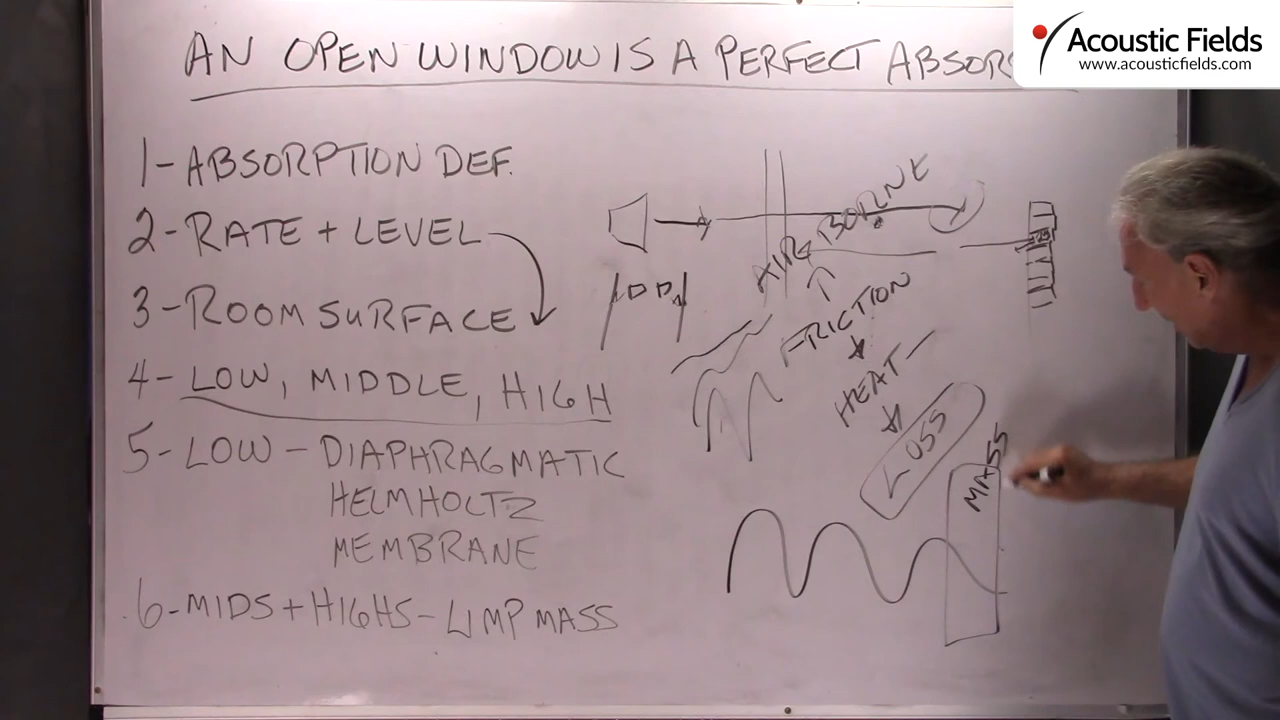 AN OPEN WINDOW IS A PERFECT ABSOR
Acoustic Fields
www.acousticfields.com
1- ABSORPTION DEF.
2- RATE + LEVEL
3- ROOM SURFACE
4- LOW, MIDDLE, HIGH
5- LOW - DIAPHRAGMATIC
HELMHOLTZ
MEMBRANE
6- MIDS + HIGHS - LIMP MASS
AIR BORNE
FRICTION
HEAT -
LOSS
MASS